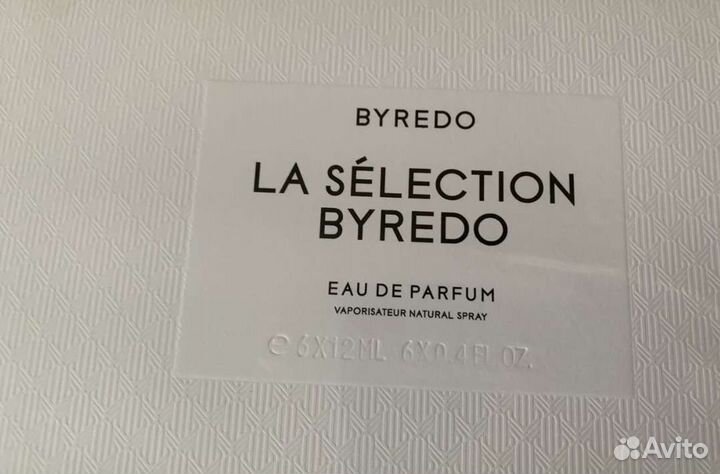 BYREDO
LA SÉLECTION
BYREDO
EAU DE PARFUM
VAPORISATEUR NATURAL SPRAY
℮ 6X12ML 6X0.4FL.OZ.
Avito